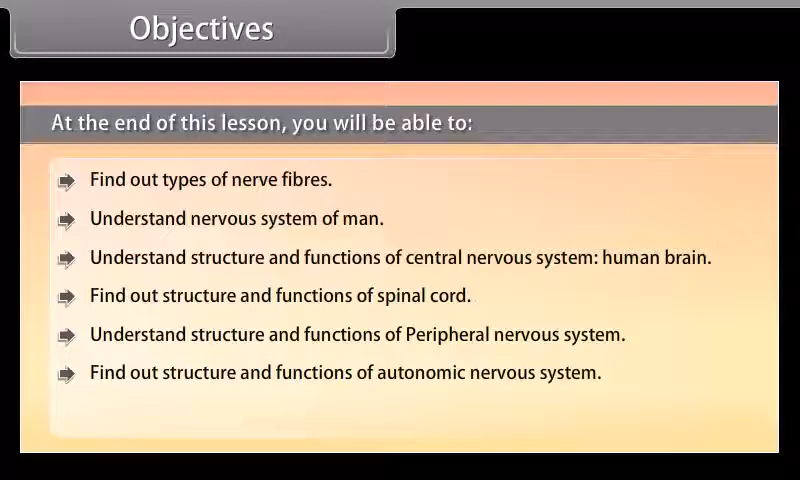 Objectives
At the end of this lesson, you will be able to:
Find out types of nerve fibres.
Understand nervous system of man.
Understand structure and functions of central nervous system: human brain.
Find out structure and functions of spinal cord.
Understand structure and functions of Peripheral nervous system.
Find out structure and functions of autonomic nervous system.